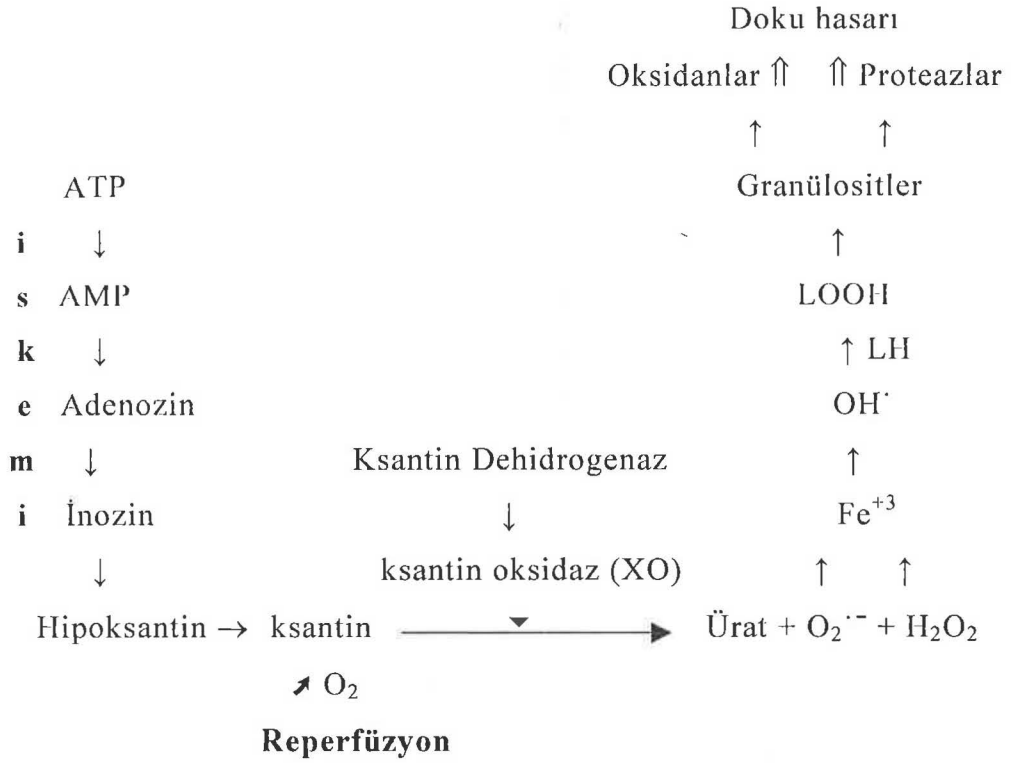 Doku hasarı
Oksidanlar ⇑ ⇑ Proteazlar
↑ ↑
ATP Granülositler
i ↓ ↑
s AMP LOOH
k ↓ ↑ LH
e Adenozin OH˙
m ↓ Ksantin Dehidrogenaz ↑
i İnozin ↓ Fe⁺³
↓ ksantin oksidaz (XO) ↑ ↑
Hipoksantin → ksantin → Ürat + O₂˙⁻ + H₂O₂
↗ O₂
Reperfüzyon